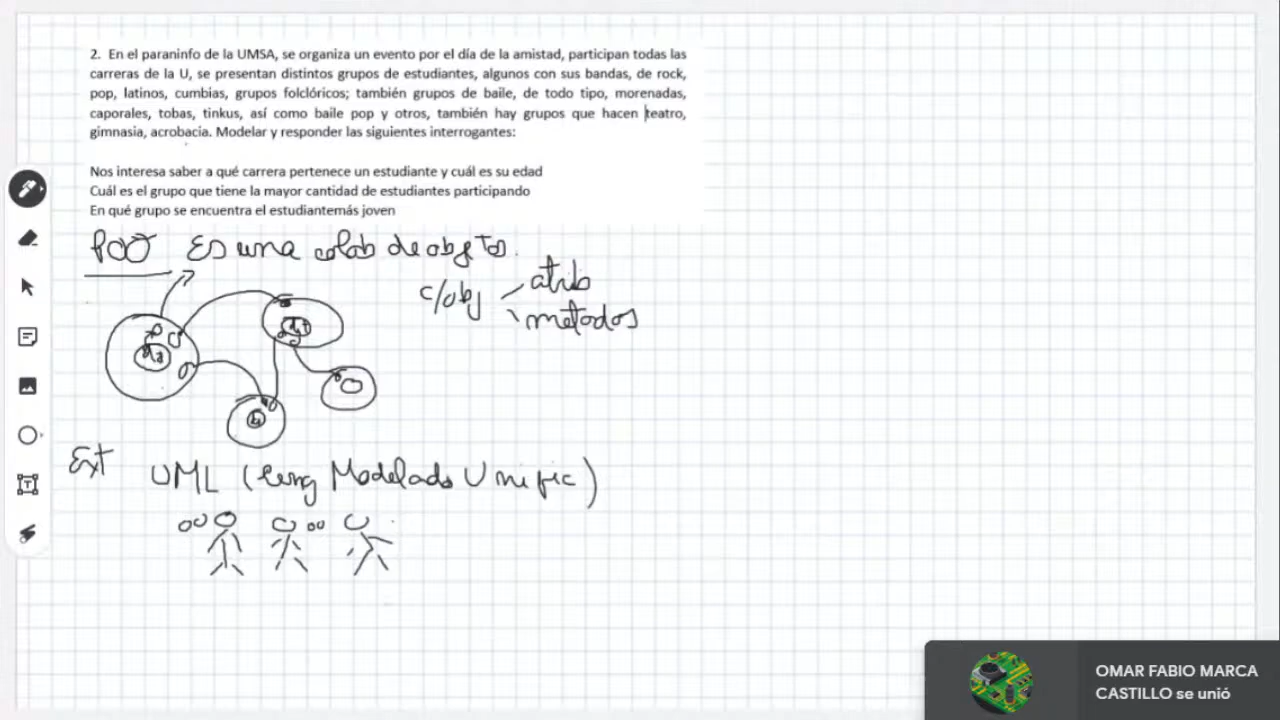 2. En el paraninfo de la UMSA, se organiza un evento por el día de la amistad, participan todas las
carreras de la U, se presentan distintos grupos de estudiantes, algunos con sus bandas, de rock,
pop, latinos, cumbias, grupos folclóricos; también grupos de baile, de todo tipo, morenadas,
caporales, tobas, tinkus, así como baile pop y otros, también hay grupos que hacen teatro,
gimnasia, acrobacia. Modelar y responder las siguientes interrogantes:
Nos interesa saber a qué carrera pertenece un estudiante y cuál es su edad
Cuál es el grupo que tiene la mayor cantidad de estudiantes participando
En qué grupo se encuentra el estudiantemás joven
POO Es una colab de objetos.
c/obj atrib
metodos
Ext UML (Leng Modelado Unific)
OMAR FABIO MARCA
CASTILLO se unió